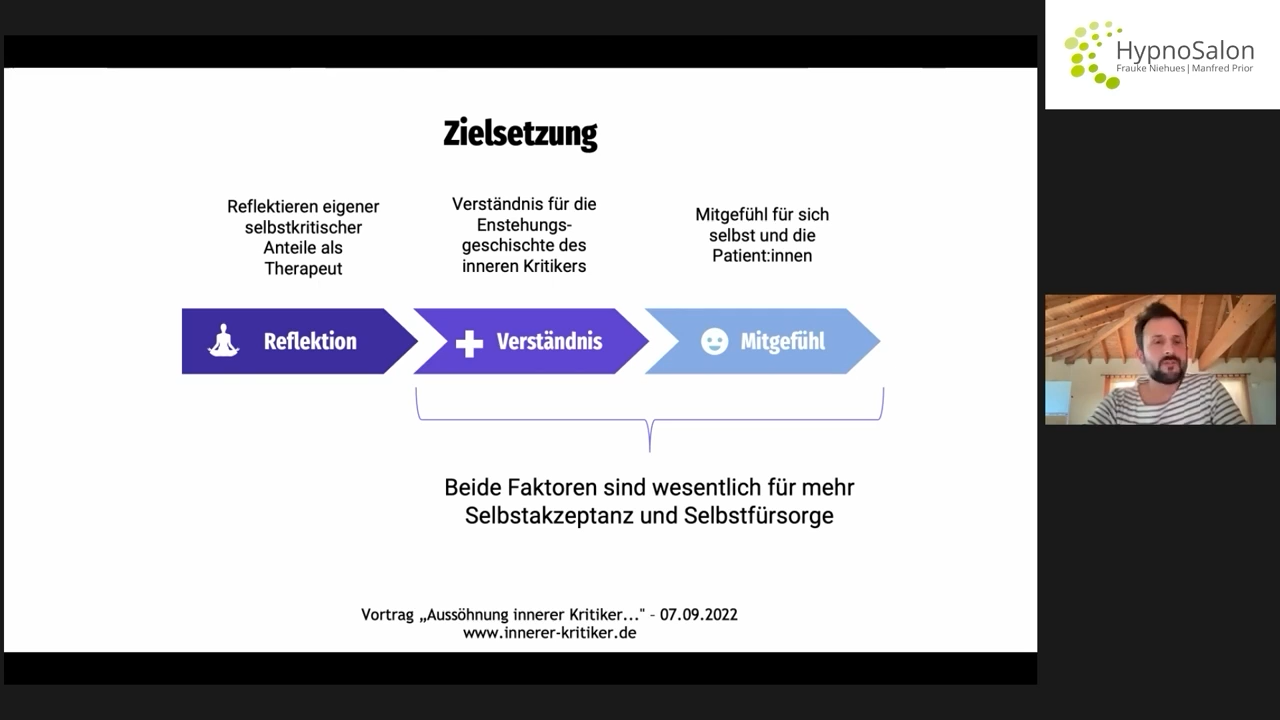 Zielsetzung
Reflektieren eigener
selbstkritischer
Anteile als
Therapeut
Verständnis für die
Enstehungs-
geschischte des
inneren Kritikers
Mitgefühl für sich
selbst und die
Patient:innen
Reflektion
Verständnis
Mitgefühl
Beide Faktoren sind wesentlich für mehr
Selbstakzeptanz und Selbstfürsorge
Vortrag „Aussöhnung innerer Kritiker..." - 07.09.2022
www.innerer-kritiker.de
HypnoSalon
Frauke Niehues | Manfred Prior